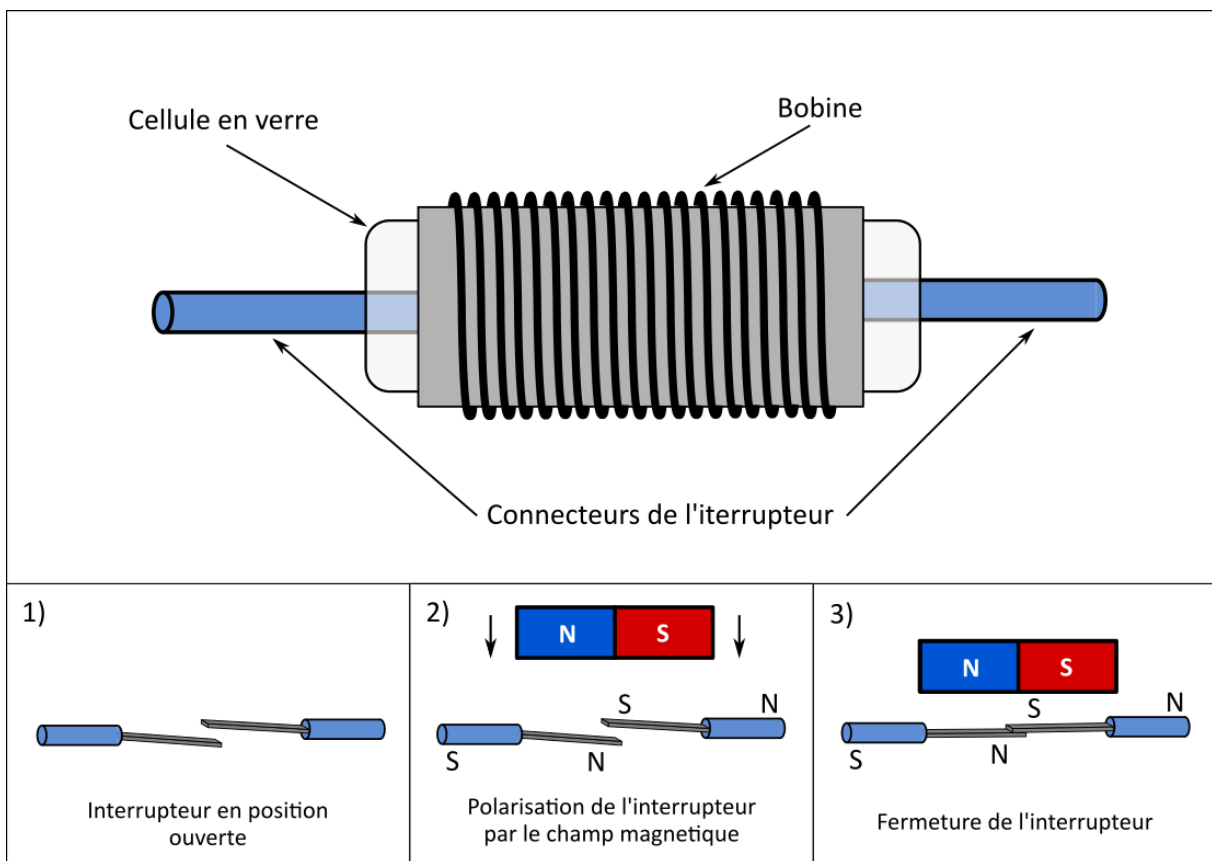 Cellule en verre
Bobine
Connecteurs de l'iterrupteur
1)
Interrupteur en position
ouverte
2)
N S
S N
S N
Polarisation de l'interrupteur
par le champ magnetique
3)
N S
S N
S N
Fermeture de l'interrupteur